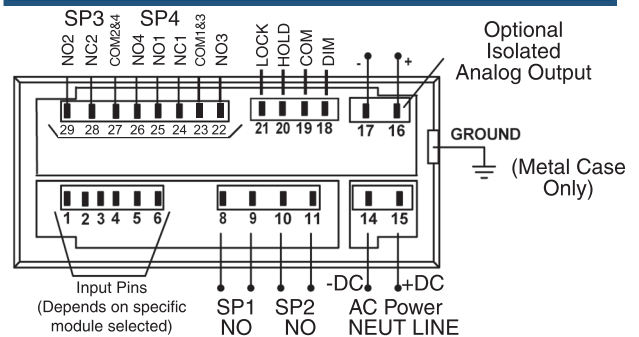 SP3 SP4
NO2 NC2 COM2&4 NO4 NO1 NC1 COM1&3 NO3
LOCK HOLD COM DIM
- +
Optional
Isolated
Analog Output
29 28 27 26 25 24 23 22
21 20 19 18
17 16
GROUND
(Metal Case
Only)
1 2 3 4 5 6
8 9 10 11
14 15
Input Pins
(Depends on specific
module selected)
SP1 SP2
NO NO
-DC +DC
AC Power
NEUT LINE